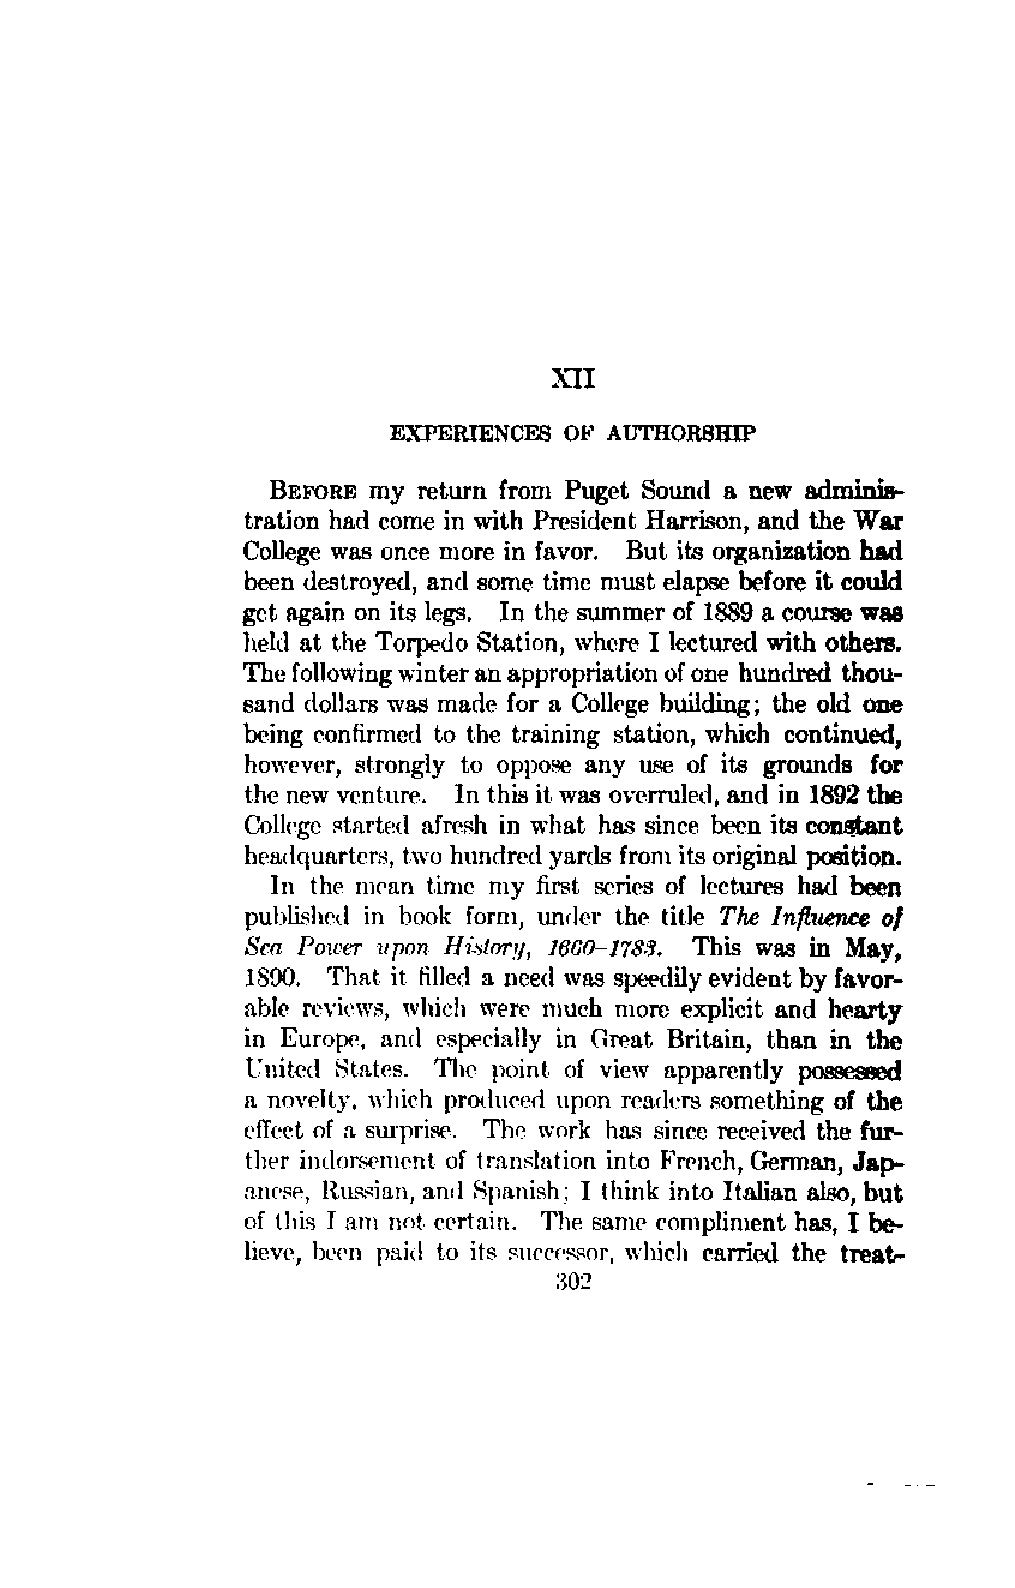 XII
EXPERIENCES OF AUTHORSHIP
BEFORE my return from Puget Sound a new adminis-
tration had come in with President Harrison, and the War
College was once more in favor. But its organization had
been destroyed, and some time must elapse before it could
get again on its legs. In the summer of 1889 a course was
held at the Torpedo Station, where I lectured with others.
The following winter an appropriation of one hundred thou-
sand dollars was made for a College building; the old one
being confirmed to the training station, which continued,
however, strongly to oppose any use of its grounds for
the new venture. In this it was overruled, and in 1892 the
College started afresh in what has since been its constant
headquarters, two hundred yards from its original position.
In the mean time my first series of lectures had been
published in book form, under the title The Influence of
Sea Power upon History, 1660-1783. This was in May,
1890. That it filled a need was speedily evident by favor-
able reviews, which were much more explicit and hearty
in Europe, and especially in Great Britain, than in the
United States. The point of view apparently possessed
a novelty, which produced upon readers something of the
effect of a surprise. The work has since received the fur-
ther indorsement of translation into French, German, Jap-
anese, Russian, and Spanish; I think into Italian also, but
of this I am not certain. The same compliment has, I be-
lieve, been paid to its successor, which carried the treat-
302